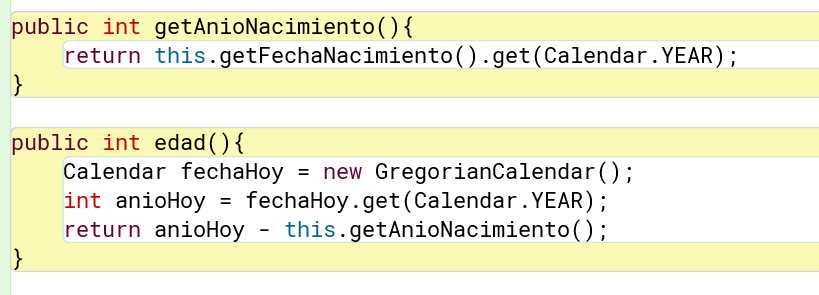 public int getAnioNacimiento(){
    return this.getFechaNacimiento().get(Calendar.YEAR);
}
public int edad(){
    Calendar fechaHoy = new GregorianCalendar();
    int anioHoy = fechaHoy.get(Calendar.YEAR);
    return anioHoy - this.getAnioNacimiento();
}